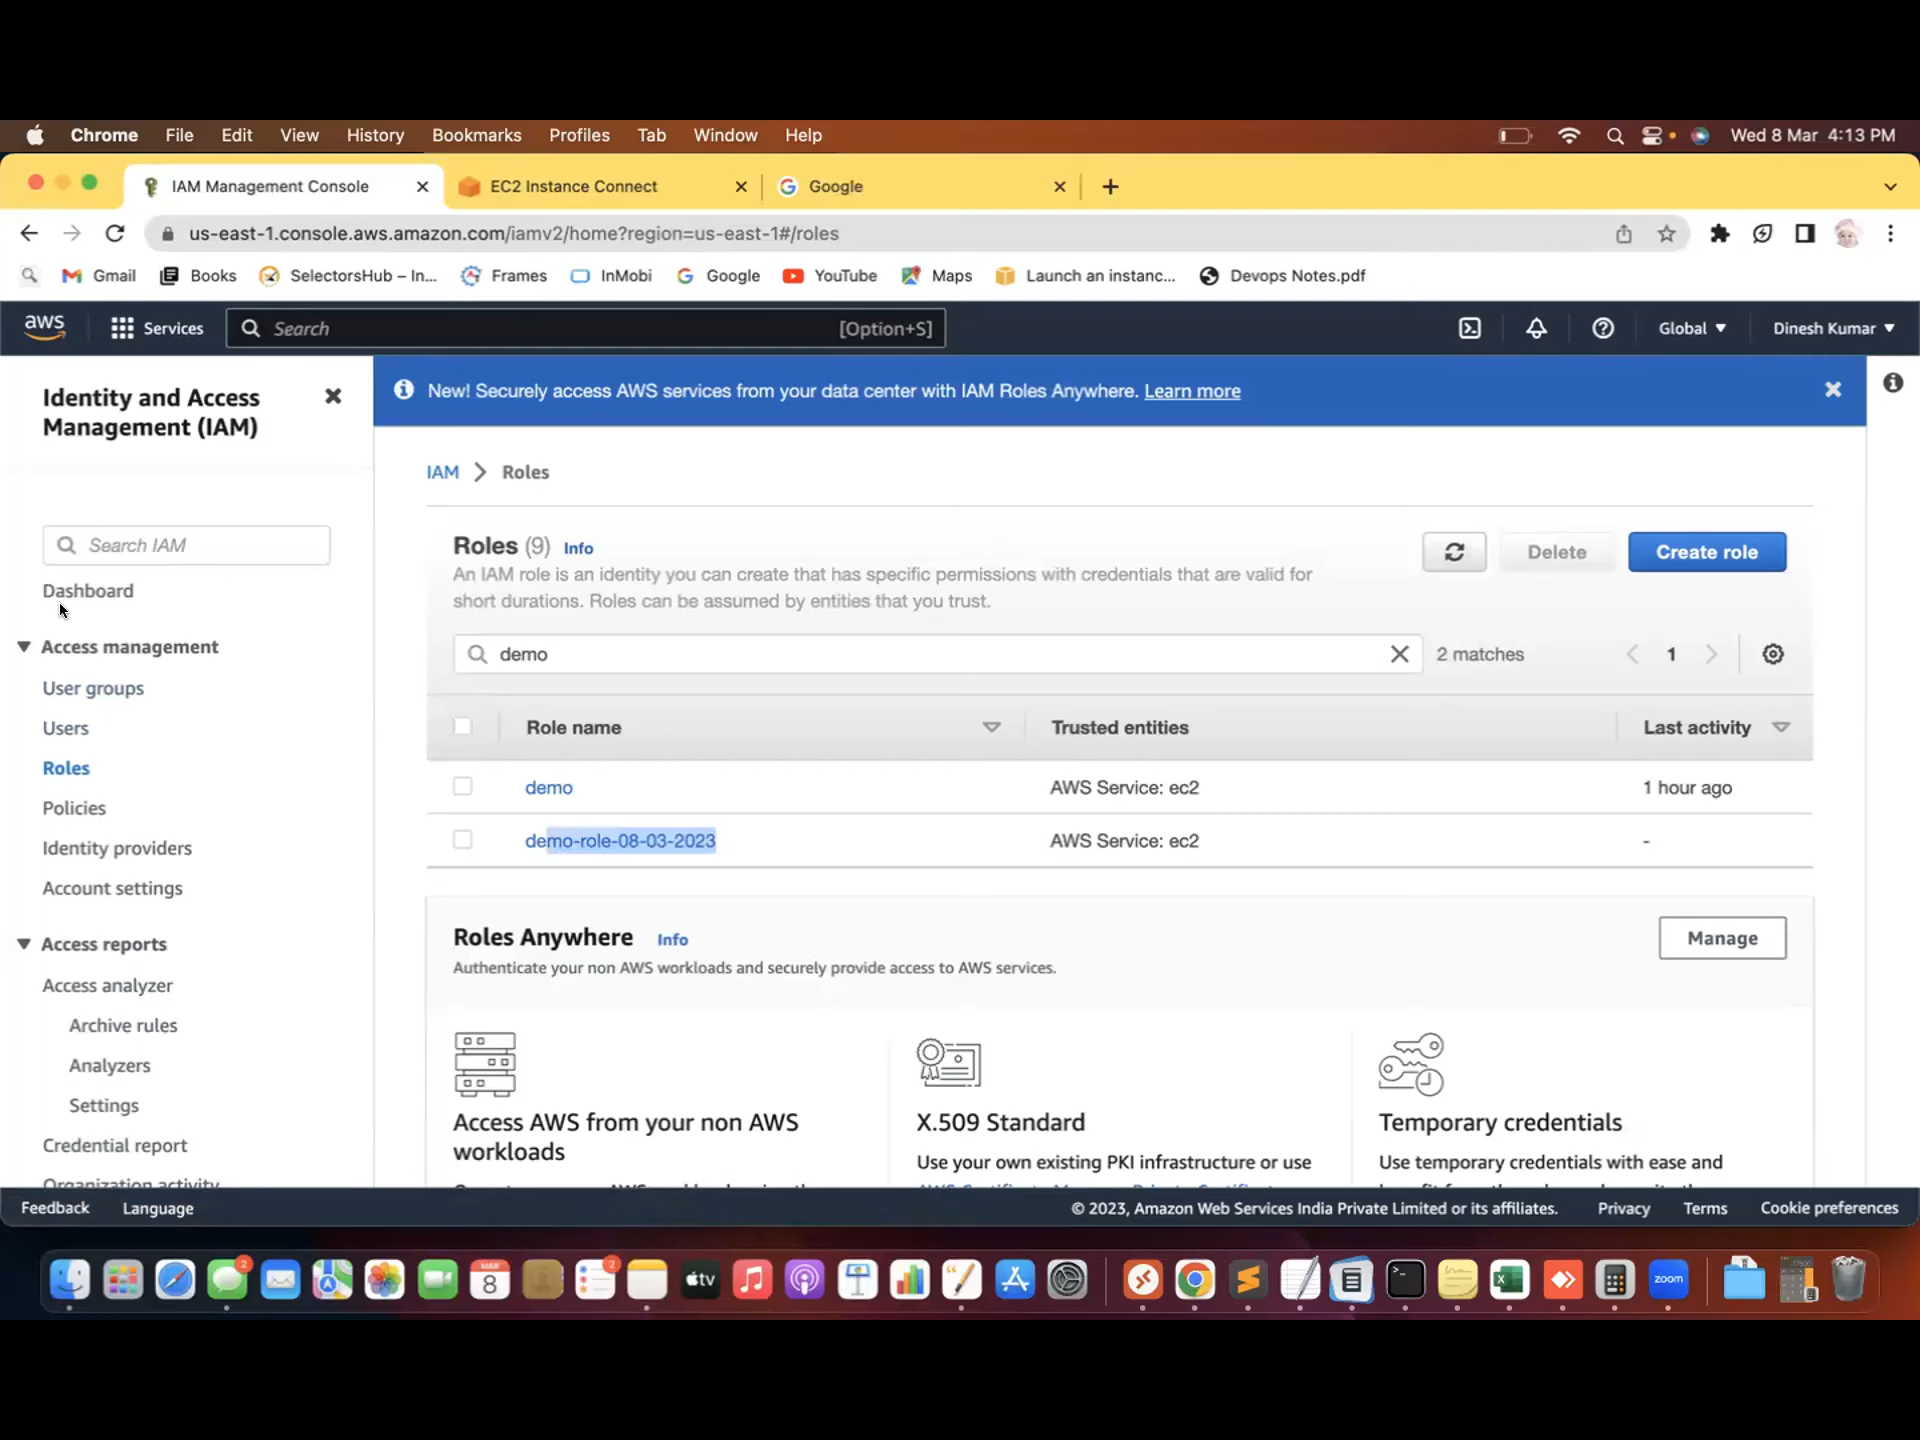 Chrome File Edit View History Bookmarks Profiles Tab Window Help Wed 8 Mar 4:13 PM
IAM Management Console EC2 Instance Connect Google
us-east-1.console.aws.amazon.com/iamv2/home?region=us-east-1#/roles
Gmail Books SelectorsHub – In... Frames InMobi Google YouTube Maps Launch an instanc... Devops Notes.pdf
aws Services Search [Option+S] Global Dinesh Kumar
Identity and Access Management (IAM)
Search IAM
Dashboard
Access management
User groups
Users
Roles
Policies
Identity providers
Account settings
Access reports
Access analyzer
Archive rules
Analyzers
Settings
Credential report
Organization activity
New! Securely access AWS services from your data center with IAM Roles Anywhere. Learn more
IAM > Roles
Roles (9) Info
Delete
Create role
An IAM role is an identity you can create that has specific permissions with credentials that are valid for
short durations. Roles can be assumed by entities that you trust.
demo 2 matches 1
Role name Trusted entities Last activity
demo AWS Service: ec2 1 hour ago
demo-role-08-03-2023 AWS Service: ec2 -
Roles Anywhere Info
Manage
Authenticate your non AWS workloads and securely provide access to AWS services.
Access AWS from your non AWS
workloads
X.509 Standard
Use your own existing PKI infrastructure or use
Temporary credentials
Use temporary credentials with ease and
Feedback Language © 2023, Amazon Web Services India Private Limited or its affiliates. Privacy Terms Cookie preferences
2
MAR
8
2
tv
zoom